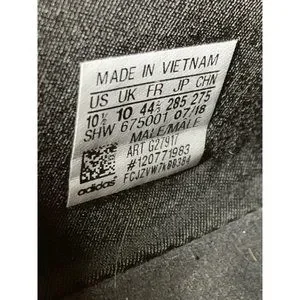 MADE IN VIETNAM
US UK FR JP CHN
10½ 10 44⅔ 285 275
SHW 675001 07/18
MALE/MALE
ART G27917
#120771983
adidas